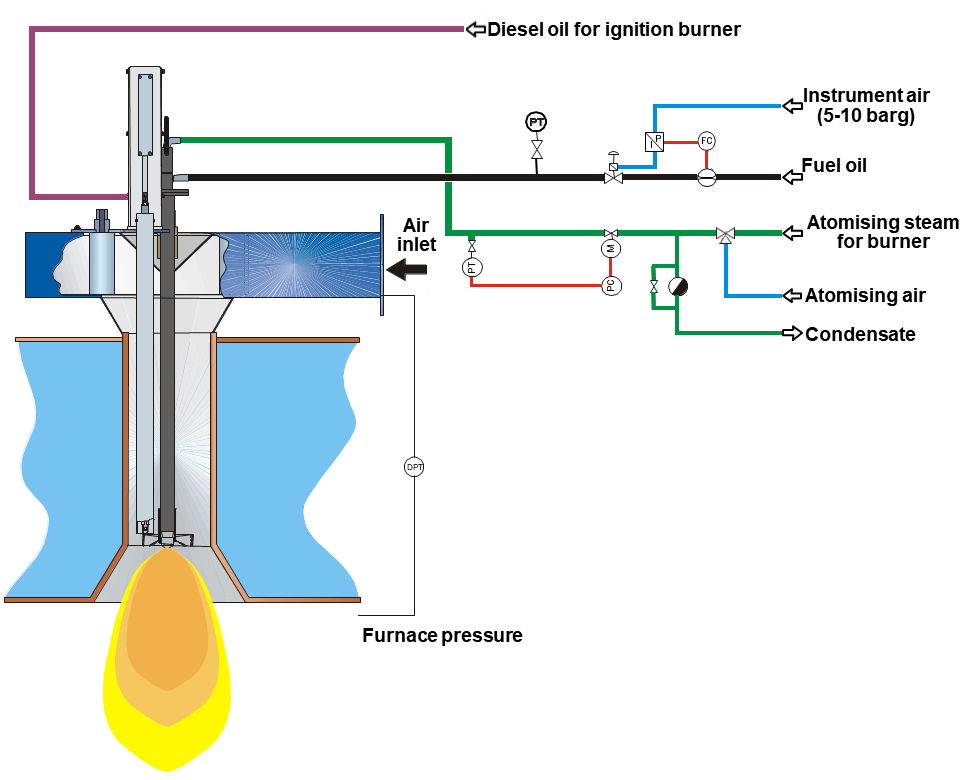 Diesel oil for ignition burner
Instrument air
(5-10 barg)
PT
P
I
FC
Fuel oil
Air
inlet
Atomising steam
for burner
M
PT
PC
Atomising air
Condensate
DPT
Furnace pressure